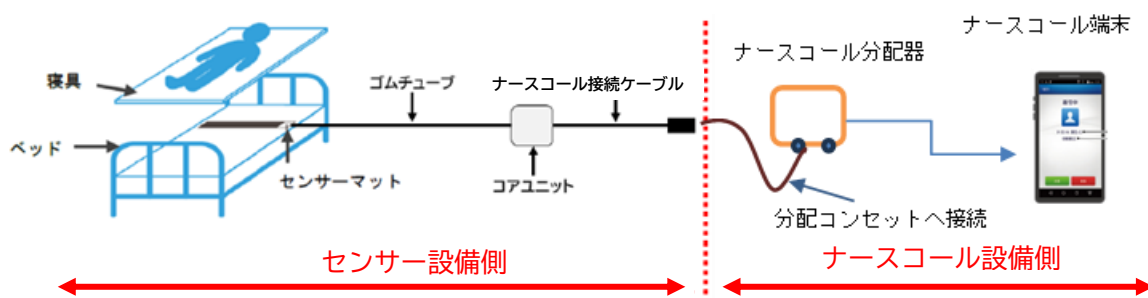 ナースコール端末
ナースコール分配器
寝具
ゴムチューブ
ナースコール接続ケーブル
ベッド
センサーマット
コアユニット
分配コンセットへ接続
センサー設備側
ナースコール設備側